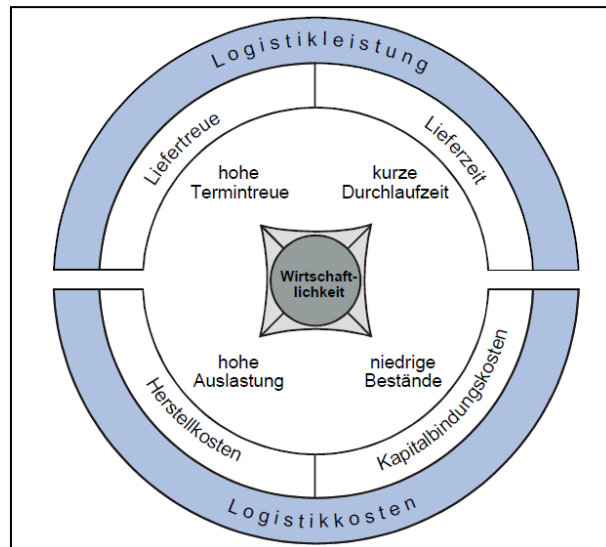 Logistikleistung
Liefertreue
Lieferzeit
hohe
Termintreue
kurze
Durchlaufzeit
Wirtschaft-
lichkeit
hohe
Auslastung
niedrige
Bestände
Herstellkosten
Kapitalbindungskosten
Logistikkosten